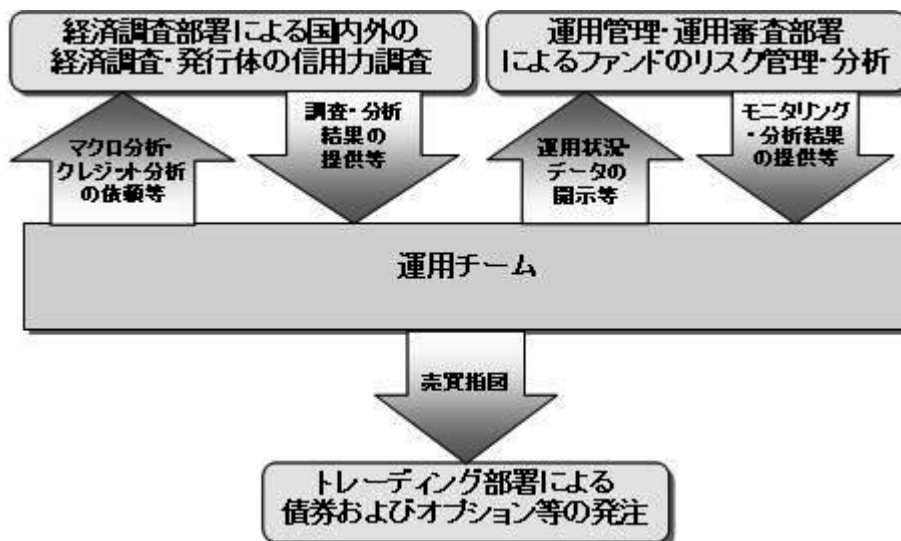 経済調査部署による国内外の
経済調査・発行体の信用力調査
運用管理・運用審査部署
によるファンドのリスク管理・分析
マクロ分析・
クレジット分析
の依頼等
調査・分析
結果の
提供等
運用状況・
データの
開示等
モニタリング
・分析結果
の提供等
運用チーム
売買指図
トレーディング部署による
債券およびオプション等の発注